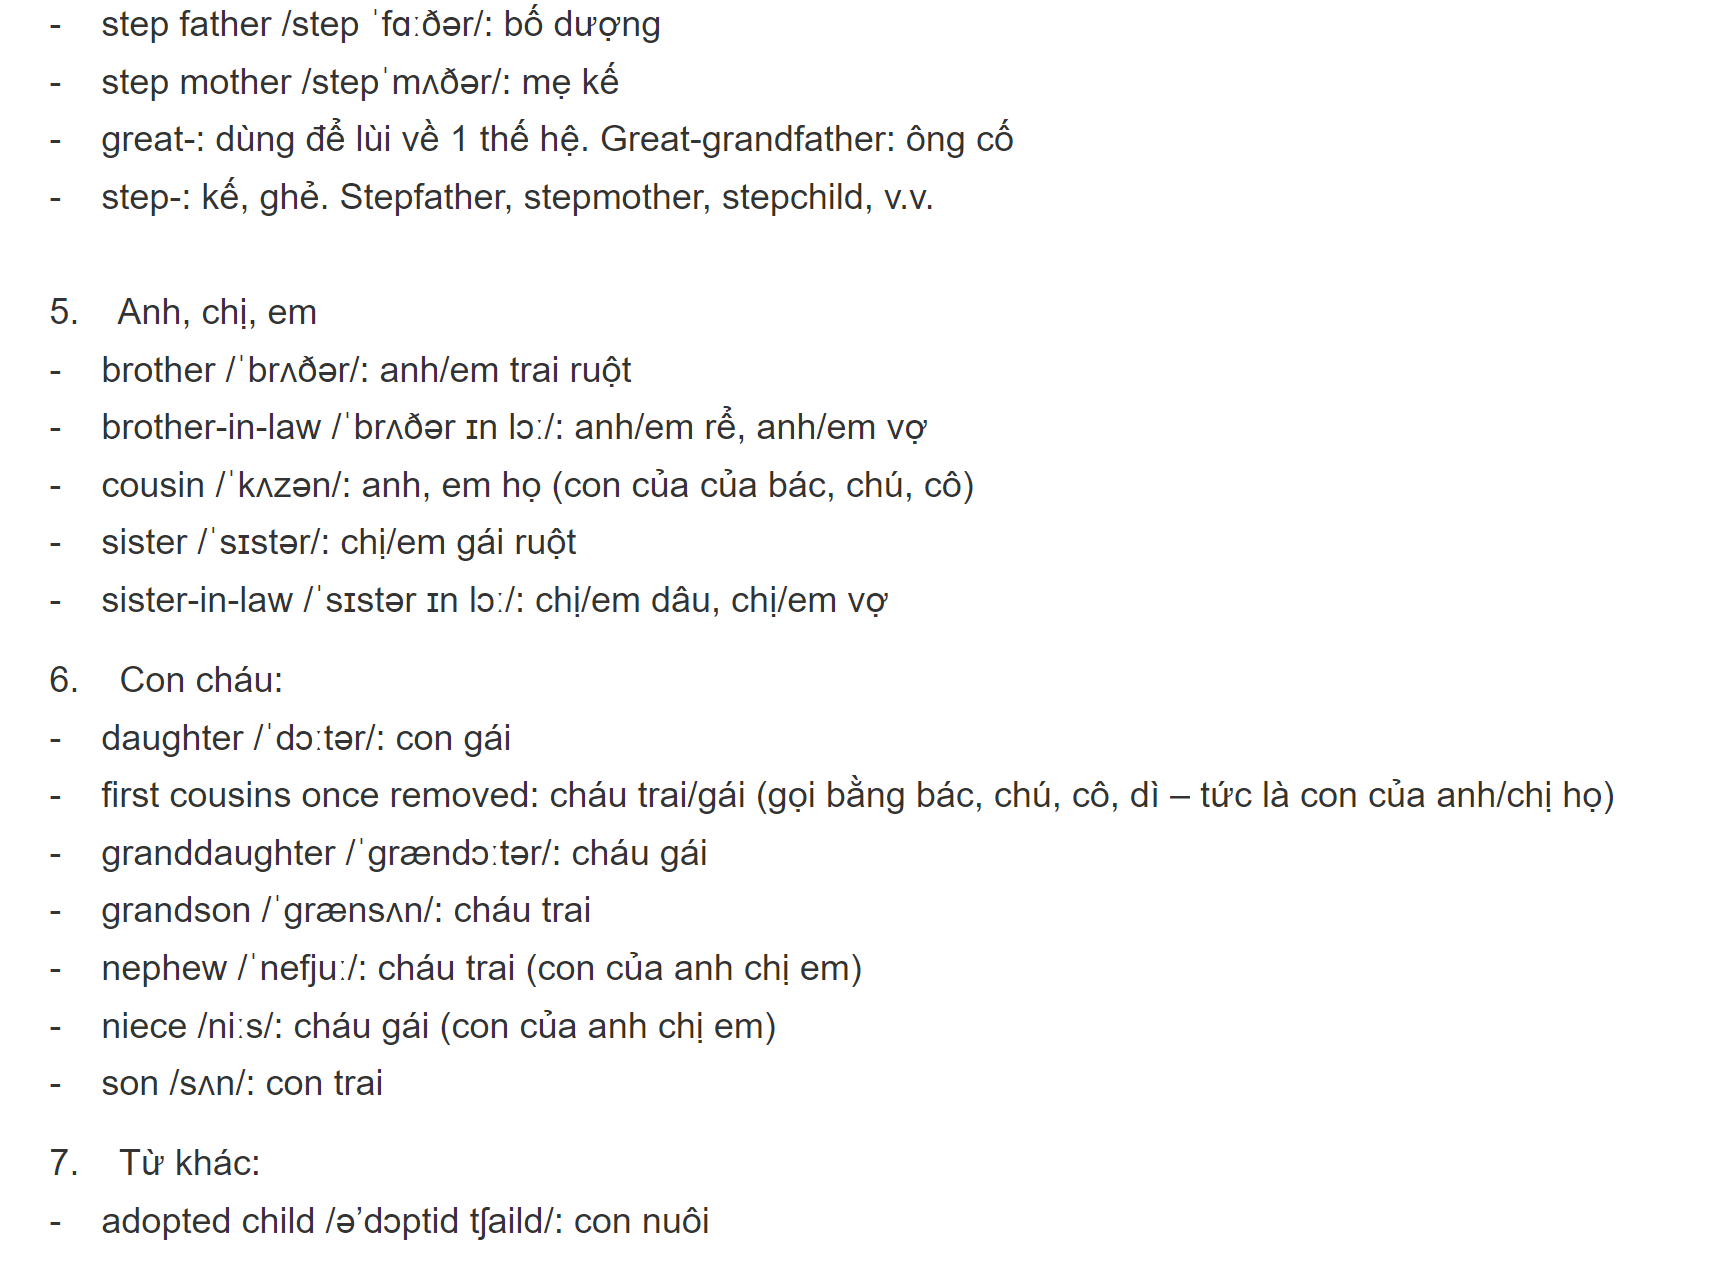 - step father /step ˈfɑːðər/: bố dượng
- step mother /stepˈmʌðər/: mẹ kế
- great-: dùng để lùi về 1 thế hệ. Great-grandfather: ông cố
- step-: kế, ghẻ. Stepfather, stepmother, stepchild, v.v.
5. Anh, chị, em
- brother /ˈbrʌðər/: anh/em trai ruột
- brother-in-law /ˈbrʌðər ɪn lɔː/: anh/em rể, anh/em vợ
- cousin /ˈkʌzən/: anh, em họ (con của của bác, chú, cô)
- sister /ˈsɪstər/: chị/em gái ruột
- sister-in-law /ˈsɪstər ɪn lɔː/: chị/em dâu, chị/em vợ
6. Con cháu:
- daughter /ˈdɔːtər/: con gái
- first cousins once removed: cháu trai/gái (gọi bằng bác, chú, cô, dì – tức là con của anh/chị họ)
- granddaughter /ˈɡrændɔːtər/: cháu gái
- grandson /ˈɡrænsʌn/: cháu trai
- nephew /ˈnefjuː/: cháu trai (con của anh chị em)
- niece /niːs/: cháu gái (con của anh chị em)
- son /sʌn/: con trai
7. Từ khác:
- adopted child /ə’dɔptid tʃaild/: con nuôi